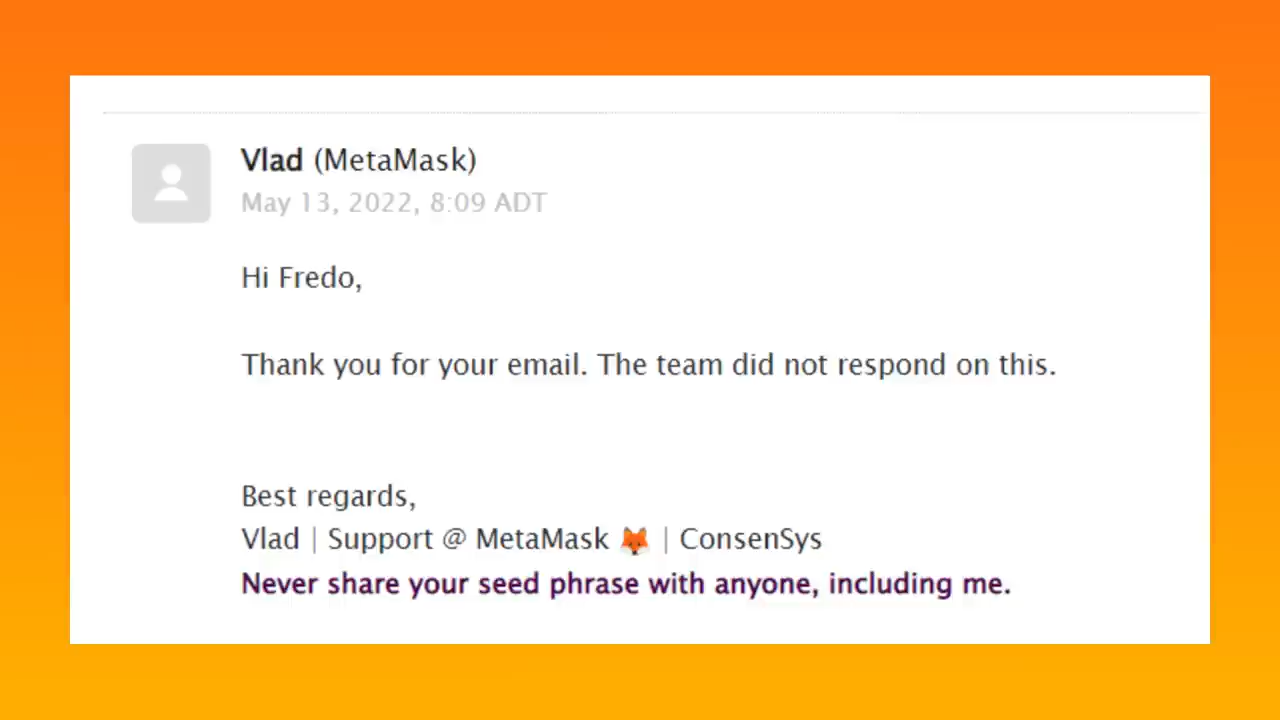 Vlad (MetaMask)
May 13, 2022, 8:09 ADT
Hi Fredo,
Thank you for your email. The team did not respond on this.
Best regards,
Vlad | Support @ MetaMask 🦊 | ConsenSys
Never share your seed phrase with anyone, including me.